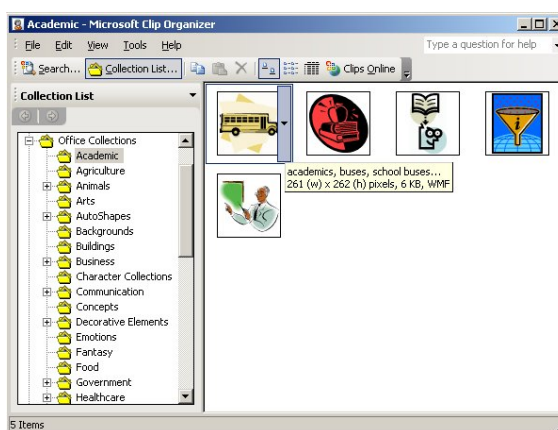 Academic - Microsoft Clip Organizer
File Edit View Tools Help
Type a question for help
Search... Collection List... Clips Online
Collection List
Office Collections
Academic
Agriculture
Animals
Arts
AutoShapes
Backgrounds
Buildings
Business
Character Collections
Communication
Concepts
Decorative Elements
Emotions
Fantasy
Food
Government
Healthcare
academics, buses, school buses...
261 (w) x 262 (h) pixels, 6 KB, WMF
5 Items